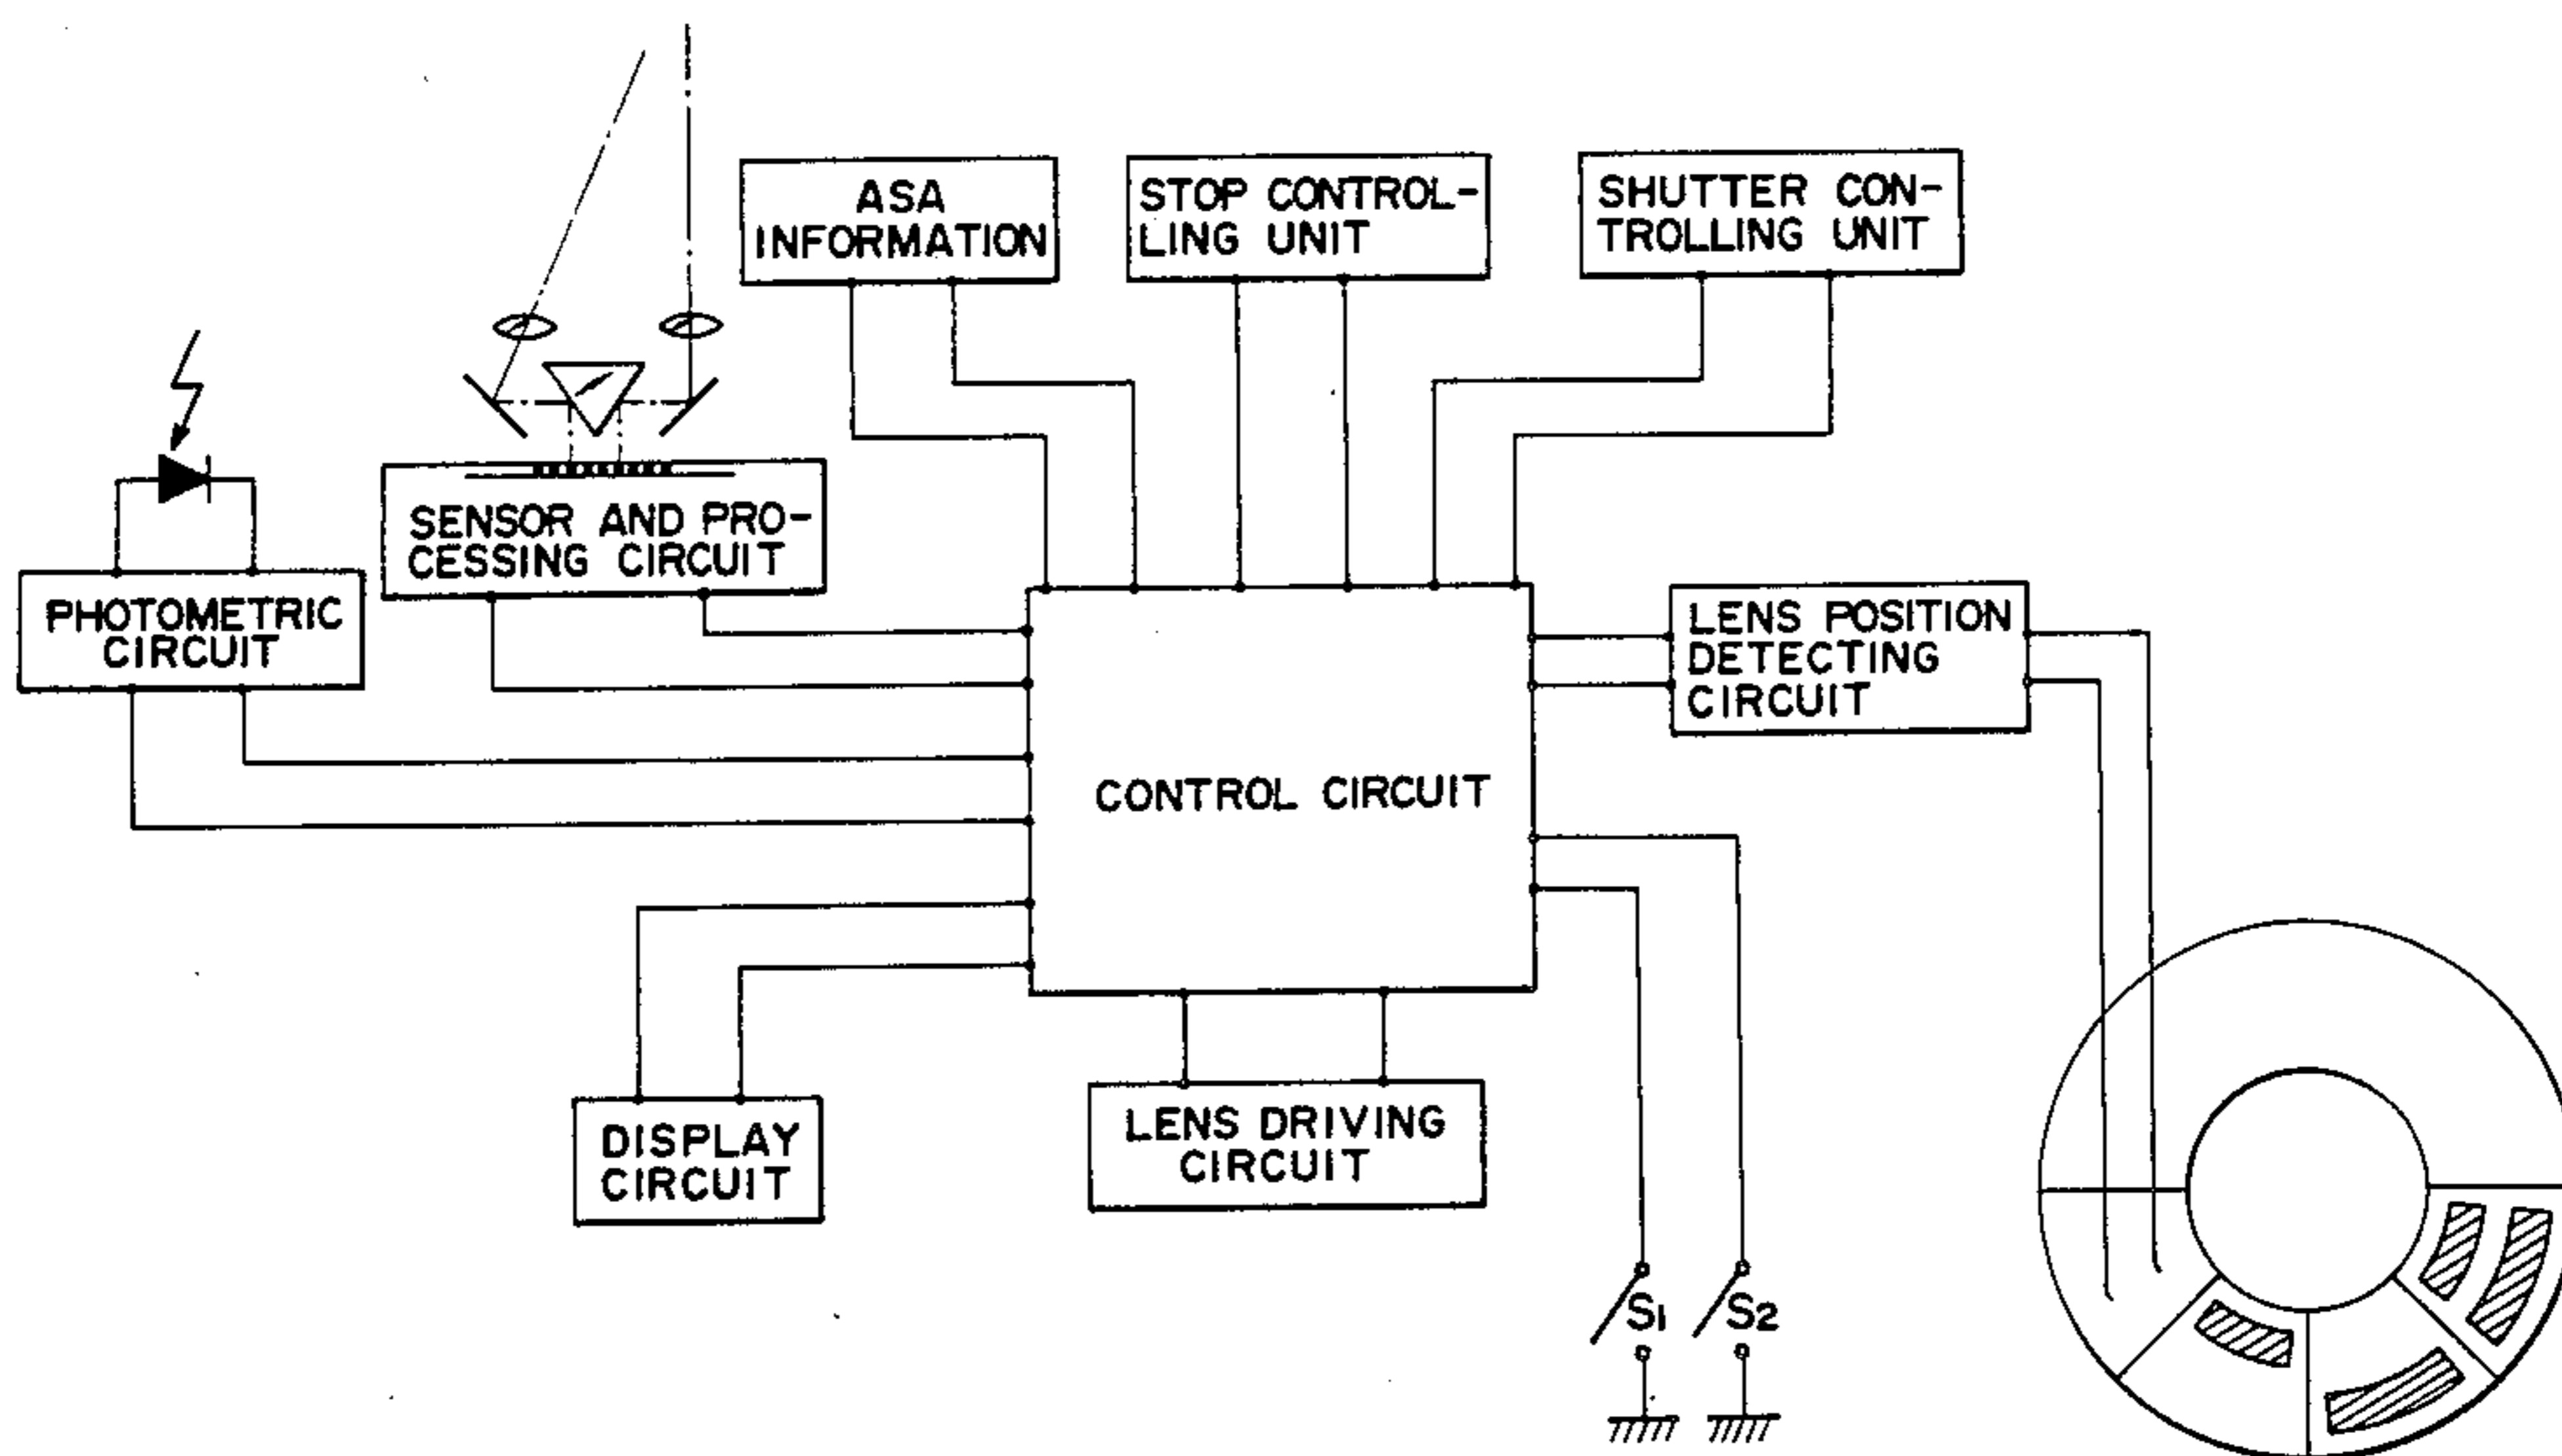 ASA
INFORMATION
STOP CONTROL-
LING UNIT
SHUTTER CON-
TROLLING UNIT
SENSOR AND PRO-
CESSING CIRCUIT
PHOTOMETRIC
CIRCUIT
LENS POSITION
DETECTING
CIRCUIT
CONTROL CIRCUIT
DISPLAY
CIRCUIT
LENS DRIVING
CIRCUIT
S1
S2